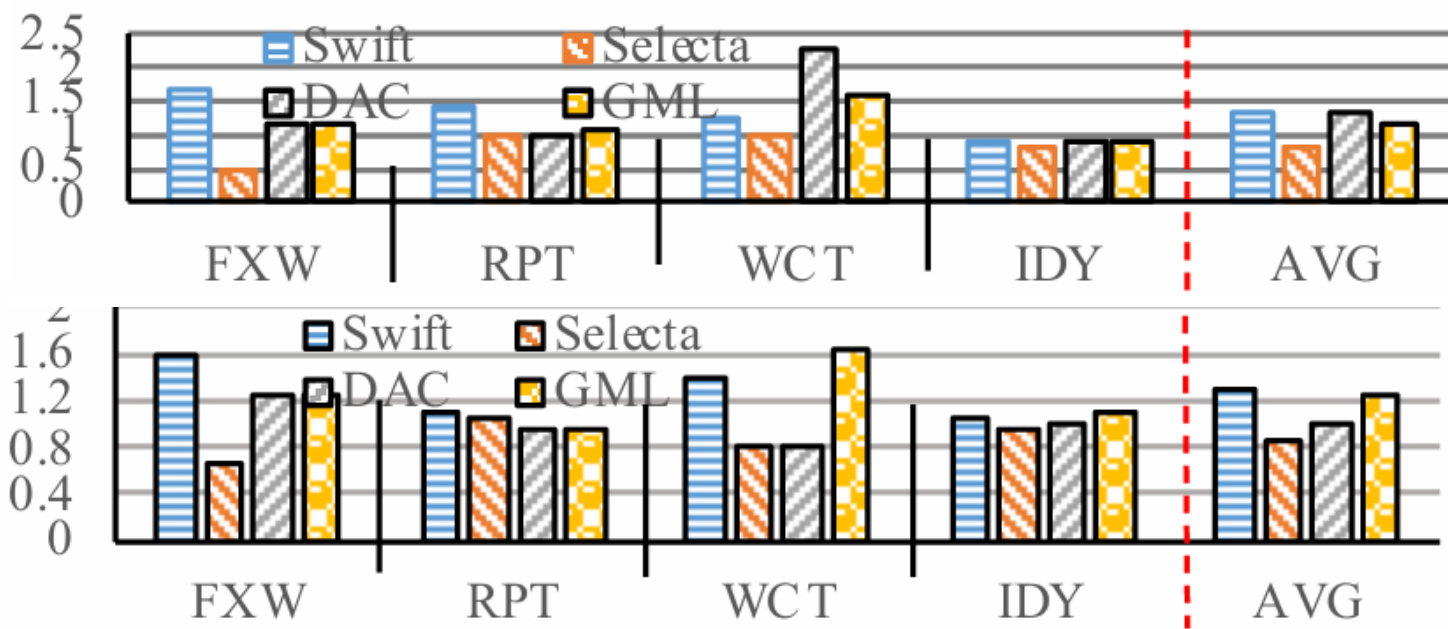 2.5
2
1.5
1
0.5
0
Swift Selecta
DAC GML
FXW RPT WCT IDY AVG
2
1.6
1.2
0.8
0.4
0
Swift Selecta
DAC GML
FXW RPT WCT IDY AVG